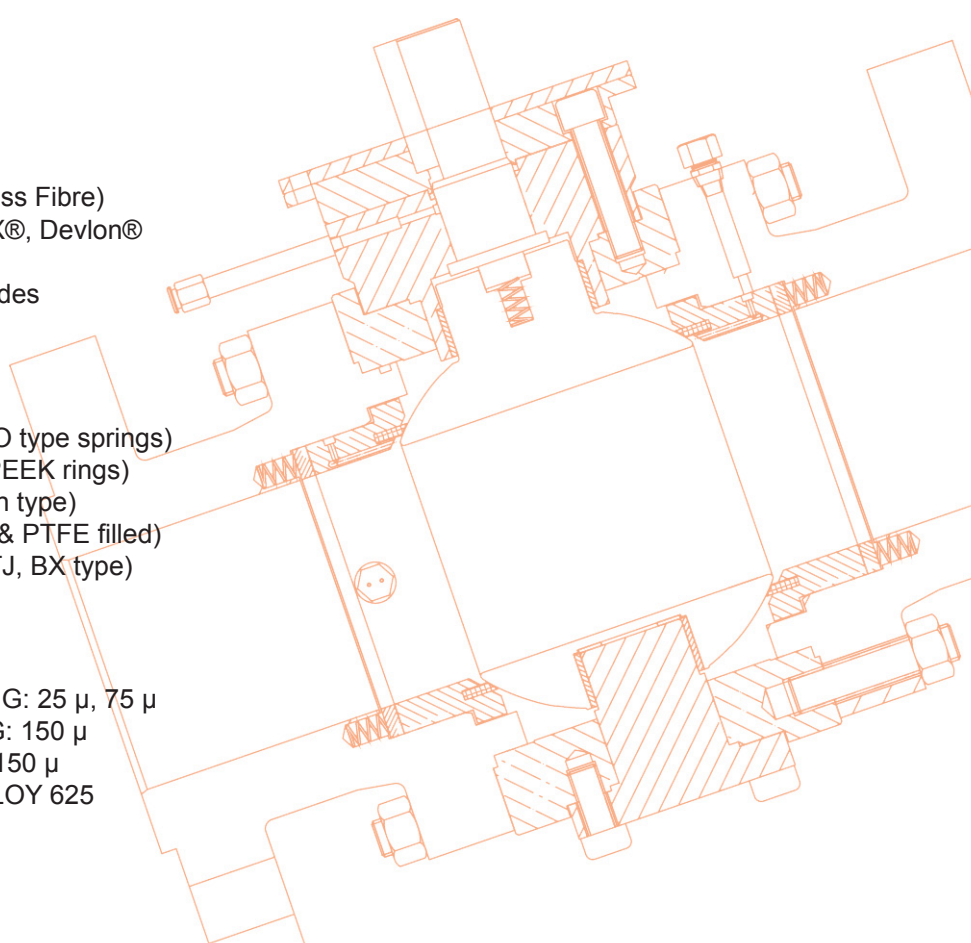 ss Fibre)
X®, Devlon®
des
O type springs)
PEEK rings)
n type)
& PTFE filled)
TJ, BX type)
G: 25 µ, 75 µ
G: 150 µ
150 µ
LOY 625